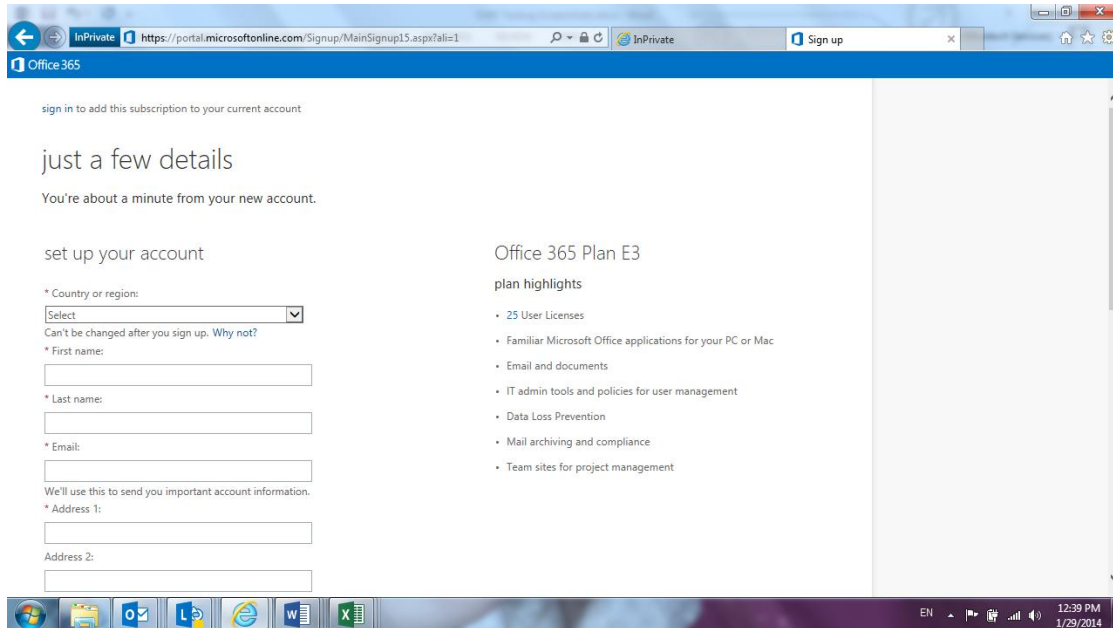 InPrivate https://portal.microsoftonline.com/Signup/MainSignup15.aspx?ali=1 InPrivate Sign up
Office 365
sign in to add this subscription to your current account
just a few details
You're about a minute from your new account.
set up your account
* Country or region:
Select
Can't be changed after you sign up. Why not?
* First name:
* Last name:
* Email:
We'll use this to send you important account information.
* Address 1:
Address 2:
Office 365 Plan E3
plan highlights
• 25 User Licenses
• Familiar Microsoft Office applications for your PC or Mac
• Email and documents
• IT admin tools and policies for user management
• Data Loss Prevention
• Mail archiving and compliance
• Team sites for project management
EN 12:39 PM
1/29/2014